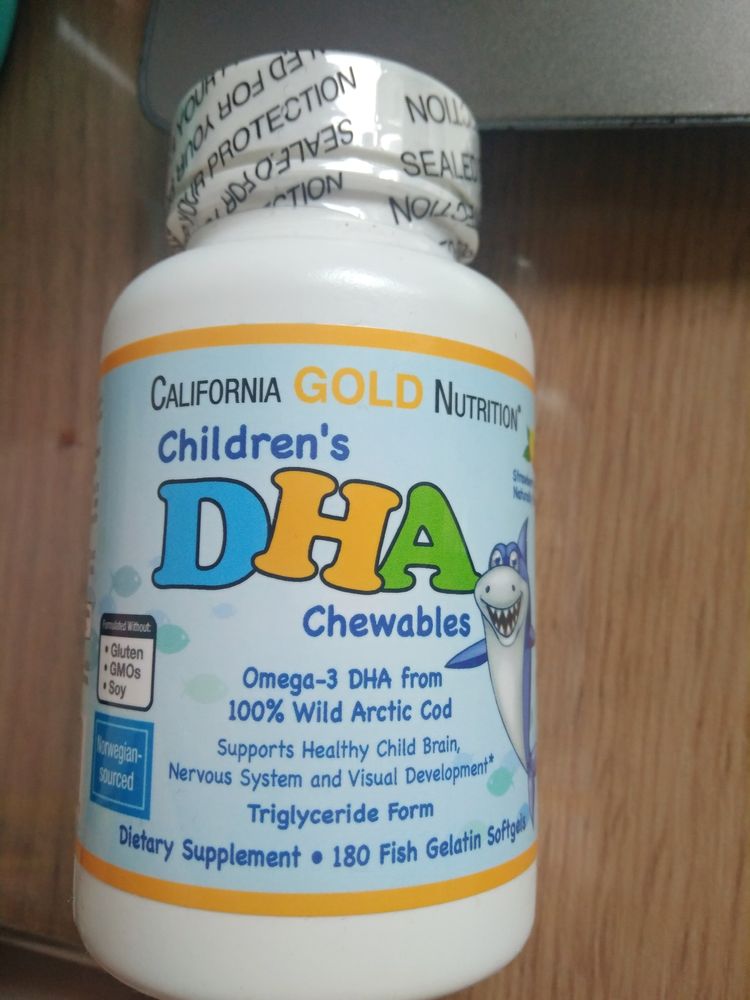 YOUR
SEALED FOR
YOUR PROTECTION
SEALED FOR
SEALED
CALIFORNIA GOLD NUTRITION®
Children's
DHA
Chewables
Formulated Without:
• Gluten
• GMOs
• Soy
Omega-3 DHA from
100% Wild Arctic Cod
Norwegian-
sourced
Supports Healthy Child Brain,
Nervous System and Visual Development*
Triglyceride Form
Dietary Supplement • 180 Fish Gelatin Softgels